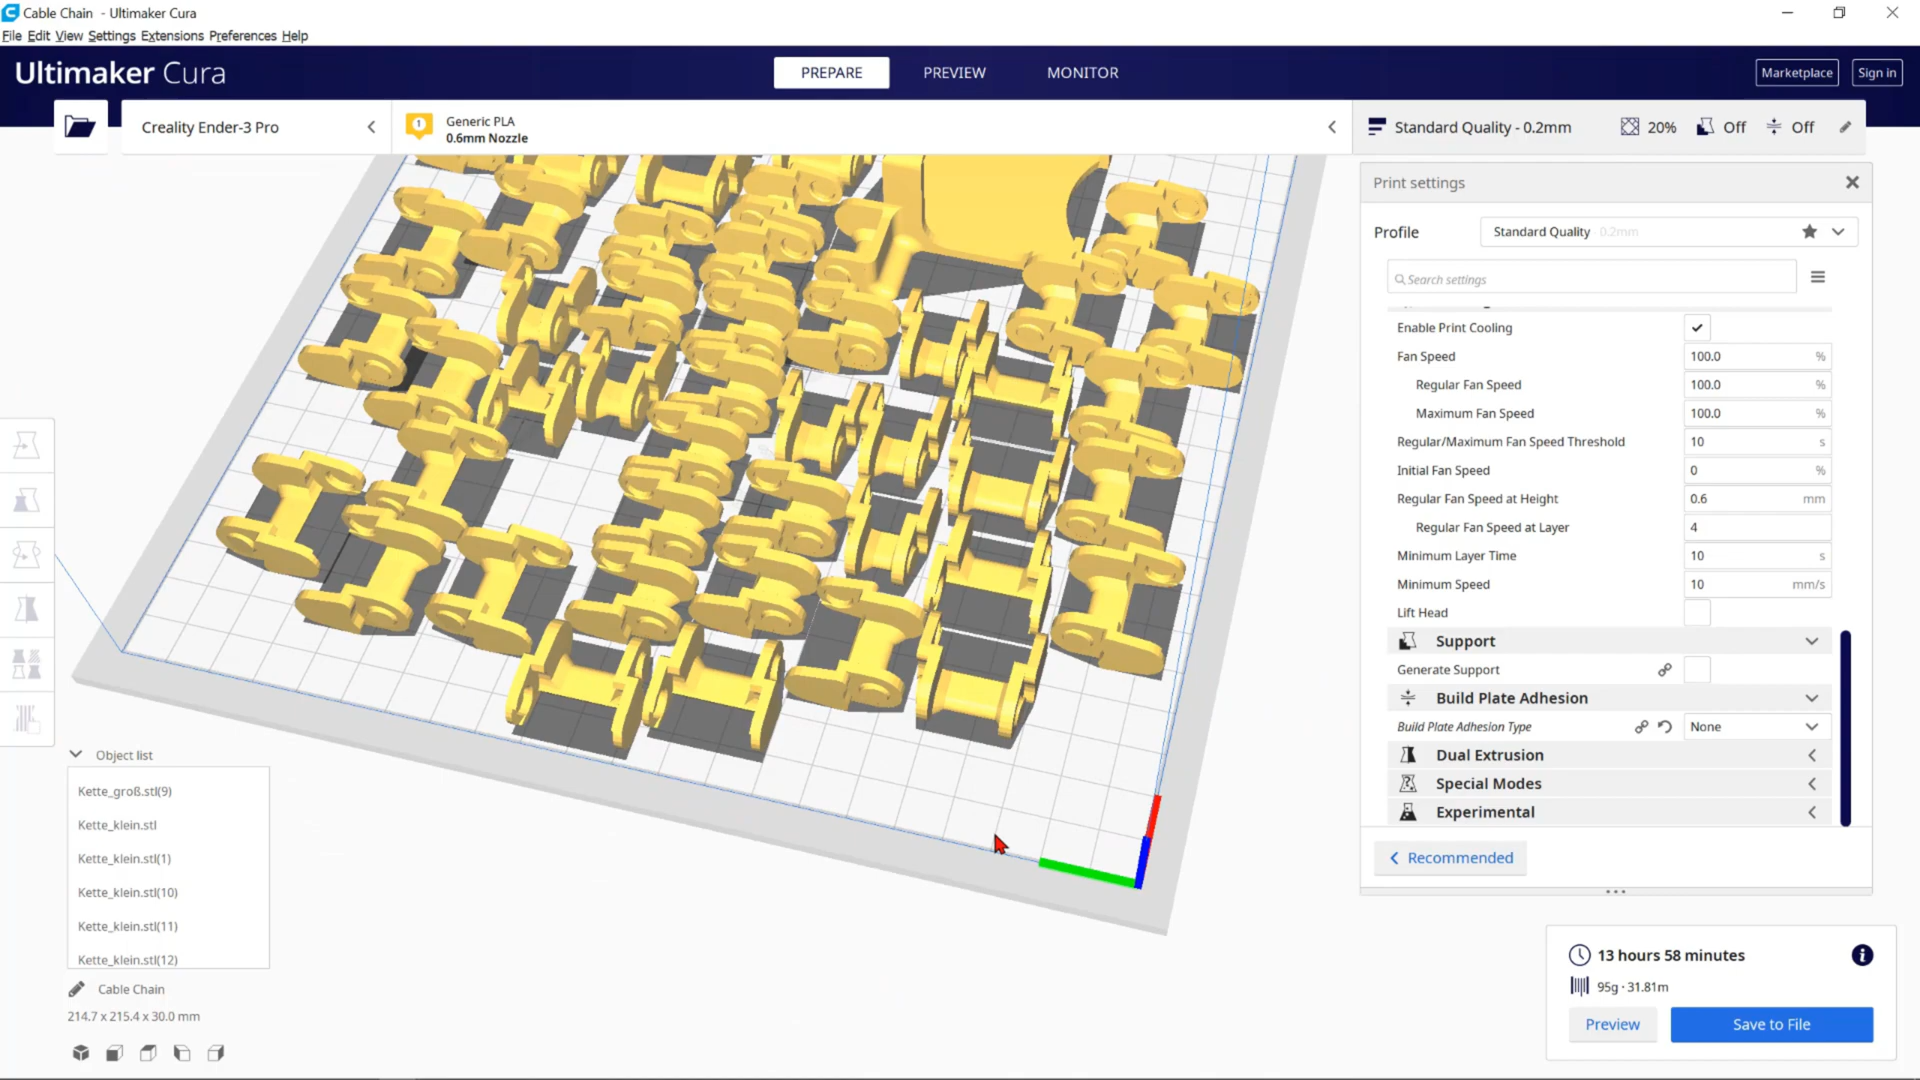 Cable Chain - Ultimaker Cura
File Edit View Settings Extensions Preferences Help
Ultimaker Cura
PREPARE
PREVIEW
MONITOR
Marketplace
Sign in
Creality Ender-3 Pro
1
Generic PLA
0.6mm Nozzle
Standard Quality - 0.2mm
20%
Off
Off
Print settings
Profile
Standard Quality 0.2mm
Search settings
Enable Print Cooling
Fan Speed 100.0 %
Regular Fan Speed 100.0 %
Maximum Fan Speed 100.0 %
Regular/Maximum Fan Speed Threshold 10 s
Initial Fan Speed 0 %
Regular Fan Speed at Height 0.6 mm
Regular Fan Speed at Layer 4
Minimum Layer Time 10 s
Minimum Speed 10 mm/s
Lift Head
Support
Generate Support
Build Plate Adhesion
Build Plate Adhesion Type None
Dual Extrusion
Special Modes
Experimental
Recommended
Object list
Kette_groß.stl(9)
Kette_klein.stl
Kette_klein.stl(1)
Kette_klein.stl(10)
Kette_klein.stl(11)
Kette_klein.stl(12)
Cable Chain
214.7 x 215.4 x 30.0 mm
13 hours 58 minutes
95g · 31.81m
Preview
Save to File